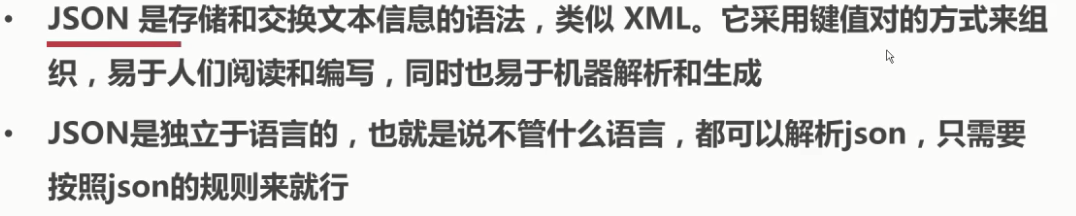 • JSON 是存储和交换文本信息的语法，类似 XML。它采用键值对的方式来组
织，易于人们阅读和编写，同时也易于机器解析和生成
• JSON是独立于语言的，也就是说不管什么语言，都可以解析json，只需要
按照json的规则来就行